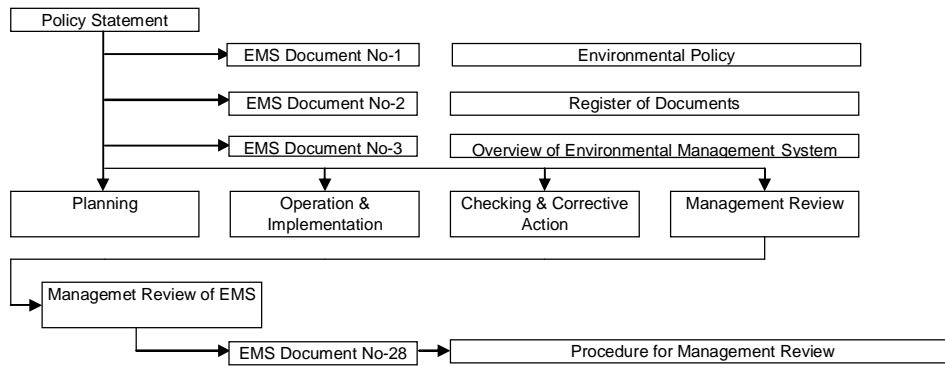 Policy Statement
EMS Document No-1
Environmental Policy
EMS Document No-2
Register of Documents
EMS Document No-3
Overview of Environmental Management System
Planning
Operation &
Implementation
Checking & Corrective
Action
Management Review
Managemet Review of EMS
EMS Document No-28
Procedure for Management Review